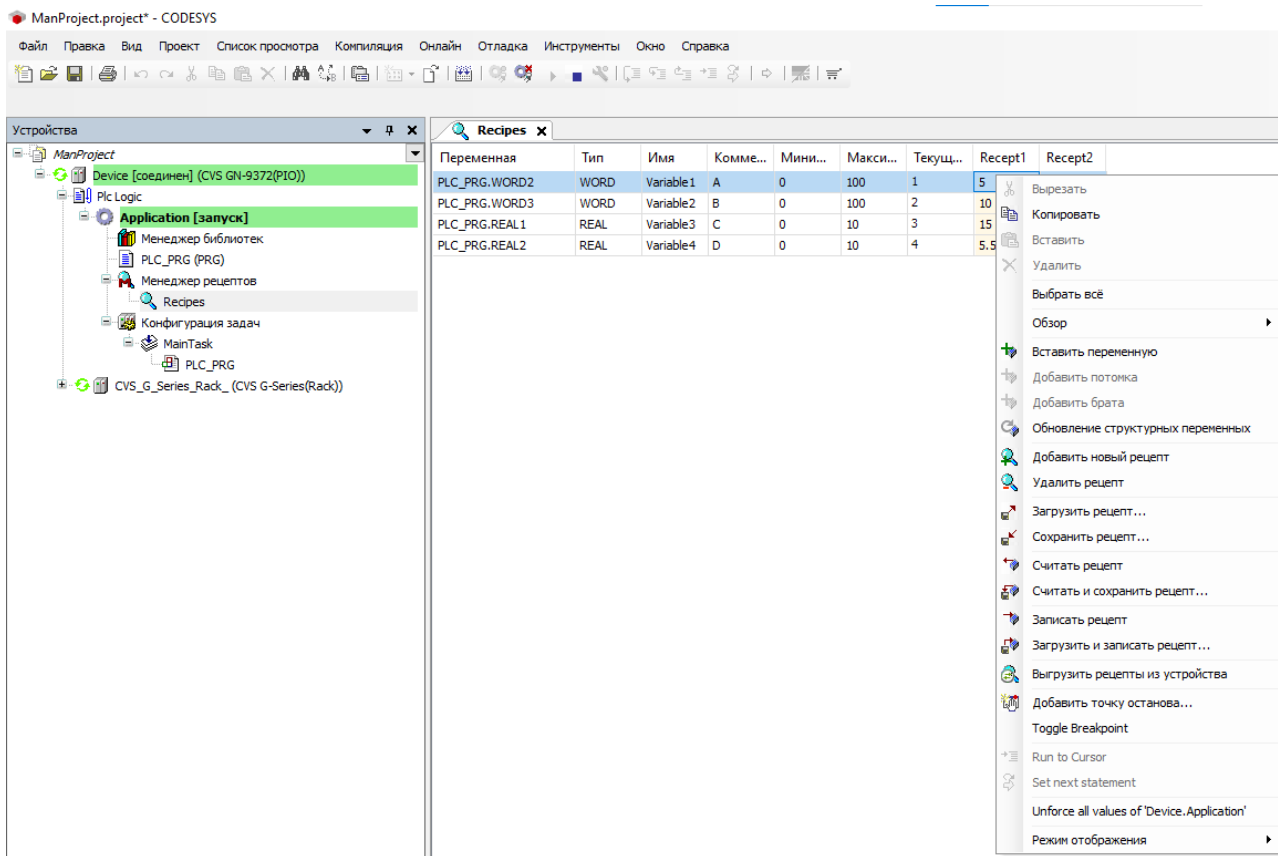 ManProject.project* - CODESYS
Файл Правка Вид Проект Список просмотра Компиляция Онлайн Отладка Инструменты Окно Справка
Устройства
ManProject
Device [соединен] (CVS GN-9372(PIO))
Plc Logic
Application [запуск]
Менеджер библиотек
PLC_PRG (PRG)
Менеджер рецептов
Recipes
Конфигурация задач
MainTask
PLC_PRG
CVS_G_Series_Rack_ (CVS G-Series(Rack))
Recipes
Переменная Тип Имя Комме... Мини... Макси... Текущ... Recept1 Recept2
PLC_PRG.WORD2 WORD Variable1 A 0 100 1 5
PLC_PRG.WORD3 WORD Variable2 B 0 100 2 10
PLC_PRG.REAL1 REAL Variable3 C 0 10 3 15
PLC_PRG.REAL2 REAL Variable4 D 0 10 4 5.5
Вырезать
Копировать
Вставить
Удалить
Выбрать всё
Обзор
Вставить переменную
Добавить потомка
Добавить брата
Обновление структурных переменных
Добавить новый рецепт
Удалить рецепт
Загрузить рецепт...
Сохранить рецепт...
Считать рецепт
Считать и сохранить рецепт...
Записать рецепт
Загрузить и записать рецепт...
Выгрузить рецепты из устройства
Добавить точку останова...
Toggle Breakpoint
Run to Cursor
Set next statement
Unforce all values of 'Device.Application'
Режим отображения